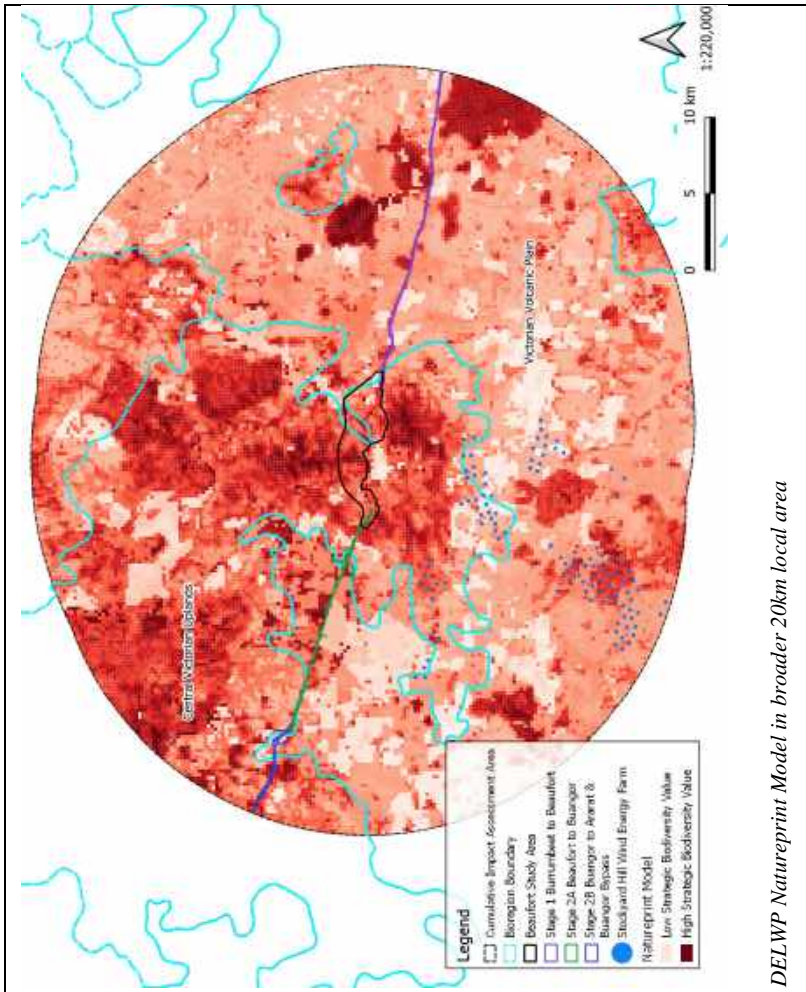 Central Victorian Uplands
Victorian Volcanic Plain
Legend
Cumulative Impact Assessment Area
Bioregion Boundary
Beaufort Study Area
Stage 1 Burrumbeet to Beaufort
Stage 2A Beaufort to Buangor
Stage 2B Buangor to Ararat &
Buangor Bypass
Stockyard Hill Wind Energy Farm
Natureprint Model
Low Strategic Biodiversity Value
High Strategic Biodiversity Value
0 5 10 km
1:220,000
DELWP Natureprint Model in broader 20km local area